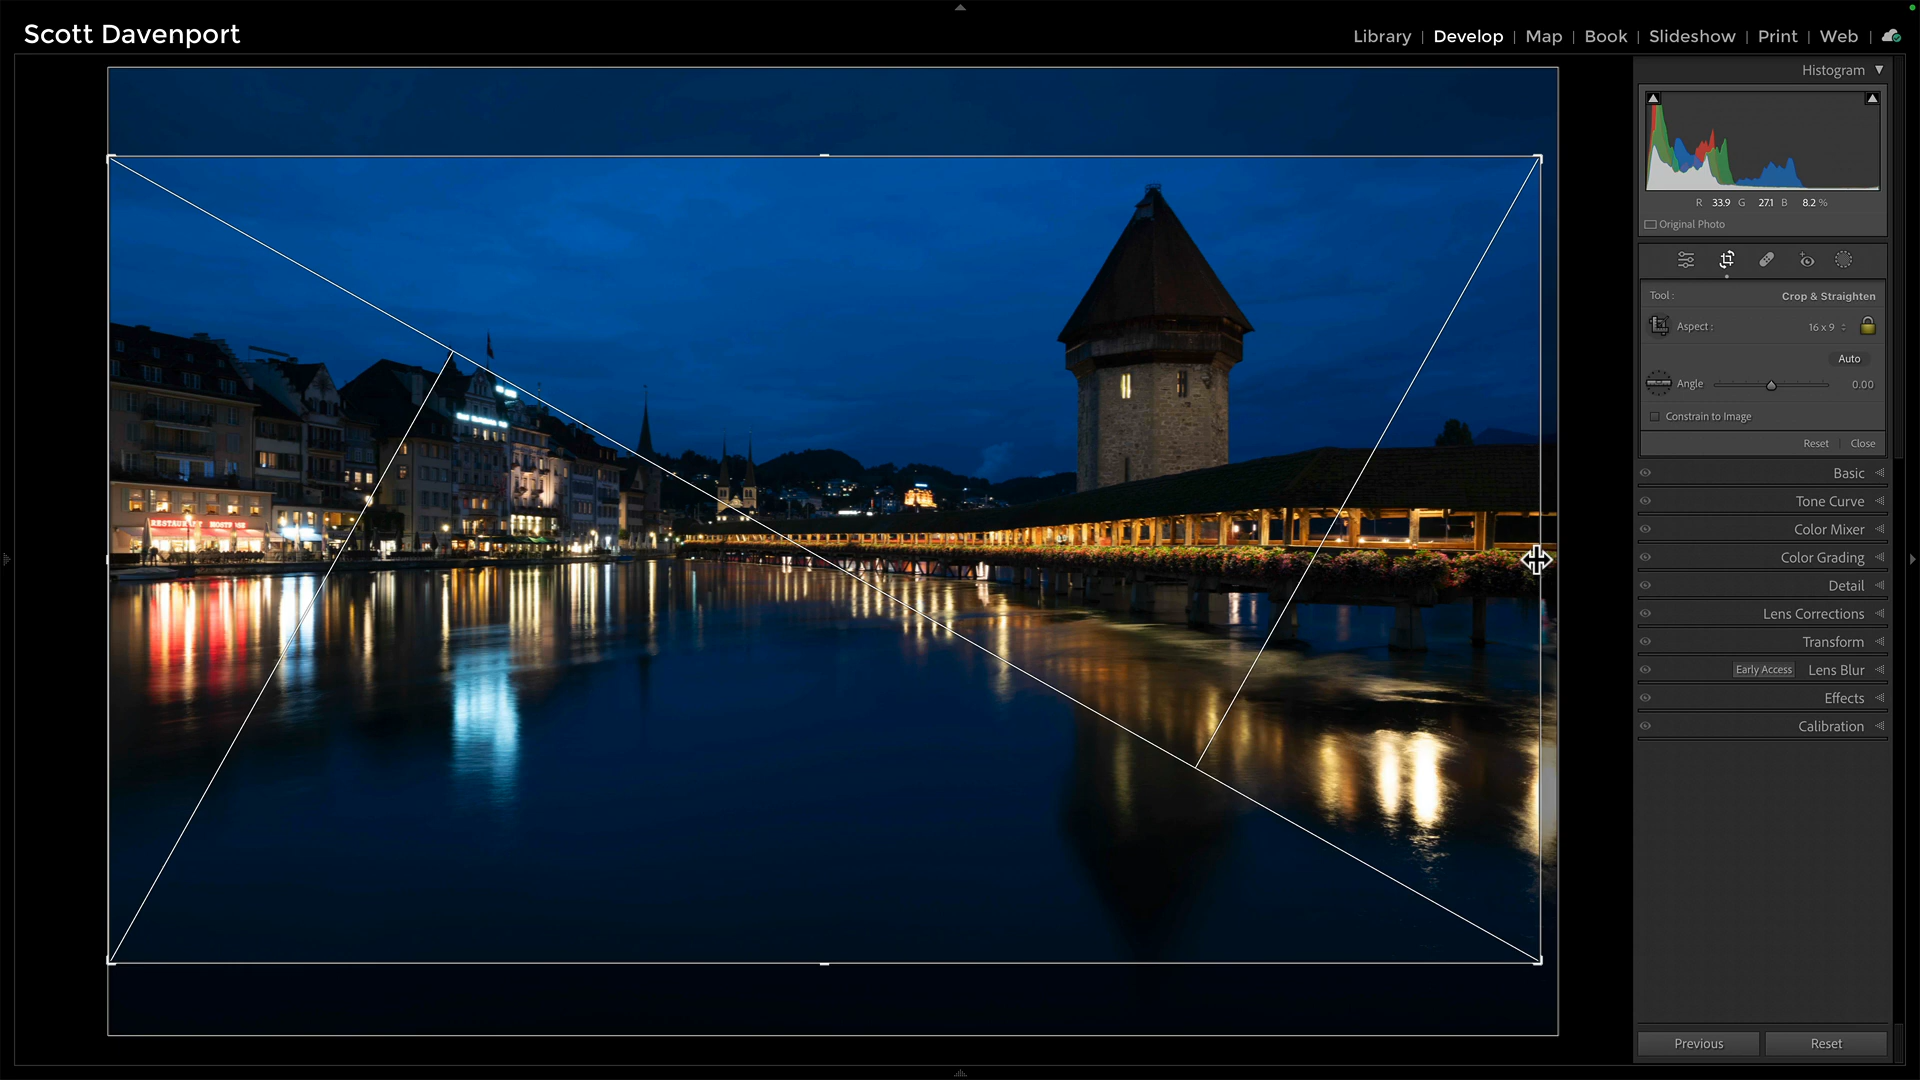 Scott Davenport
Library | Develop | Map | Book | Slideshow | Print | Web |
Histogram
R 33.9 G 27.1 B 8.2 %
Original Photo
Tool : Crop & Straighten
Aspect : 16 x 9
Auto
Angle 0.00
Constrain to Image
Reset Close
Basic
Tone Curve
Color Mixer
Color Grading
Detail
Lens Corrections
Transform
Early Access Lens Blur
Effects
Calibration
Previous Reset
RESTAURANT